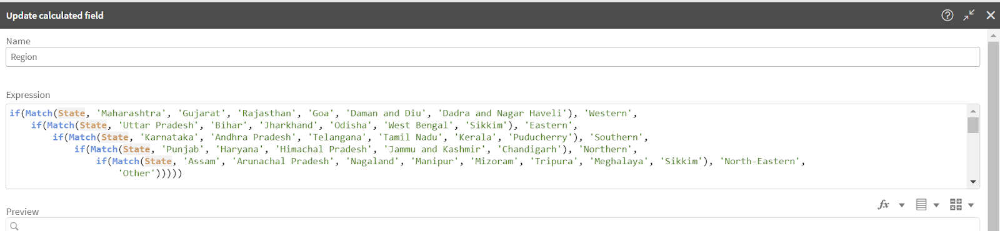 Update calculated field
Name
Region
Expression
if(Match(State, 'Maharashtra', 'Gujarat', 'Rajasthan', 'Goa', 'Daman and Diu', 'Dadra and Nagar Haveli'), 'Western',
if(Match(State, 'Uttar Pradesh', 'Bihar', 'Jharkhand', 'Odisha', 'West Bengal', 'Sikkim'), 'Eastern',
if(Match(State, 'Karnataka', 'Andhra Pradesh', 'Telangana', 'Tamil Nadu', 'Kerala', 'Puducherry'), 'Southern',
if(Match(State, 'Punjab', 'Haryana', 'Himachal Pradesh', 'Jammu and Kashmir', 'Chandigarh'), 'Northern',
if(Match(State, 'Assam', 'Arunachal Pradesh', 'Nagaland', 'Manipur', 'Mizoram', 'Tripura', 'Meghalaya', 'Sikkim'), 'North-Eastern',
'Other')))))
fx
Preview